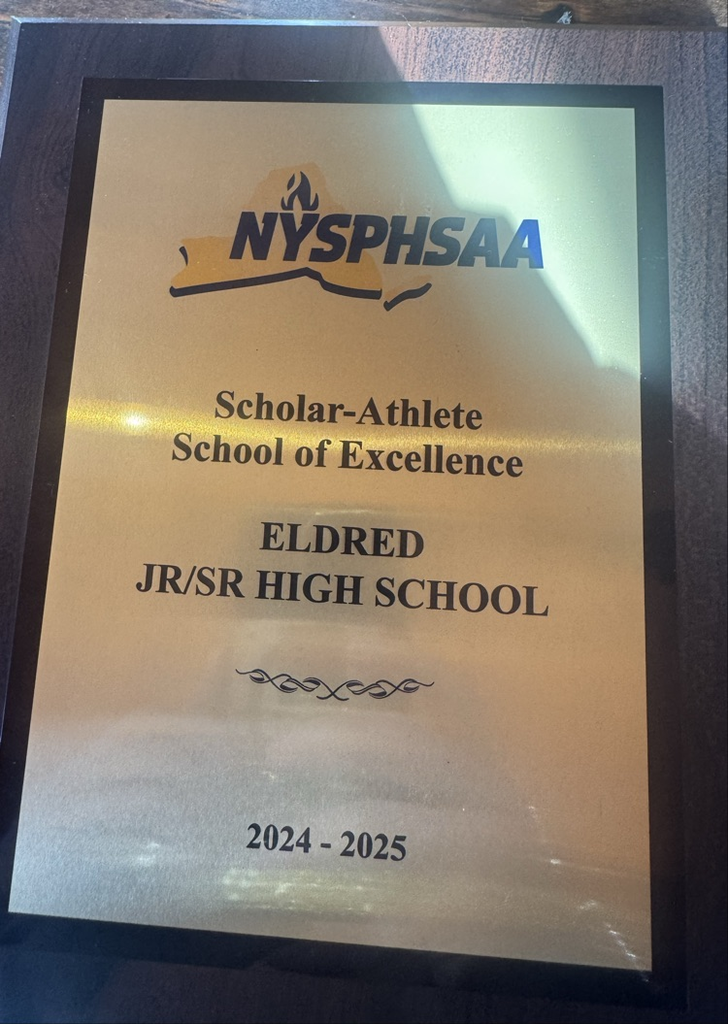 NYSPHSAA
Scholar-Athlete
School of Excellence
ELDRED
JR/SR HIGH SCHOOL
2024 - 2025